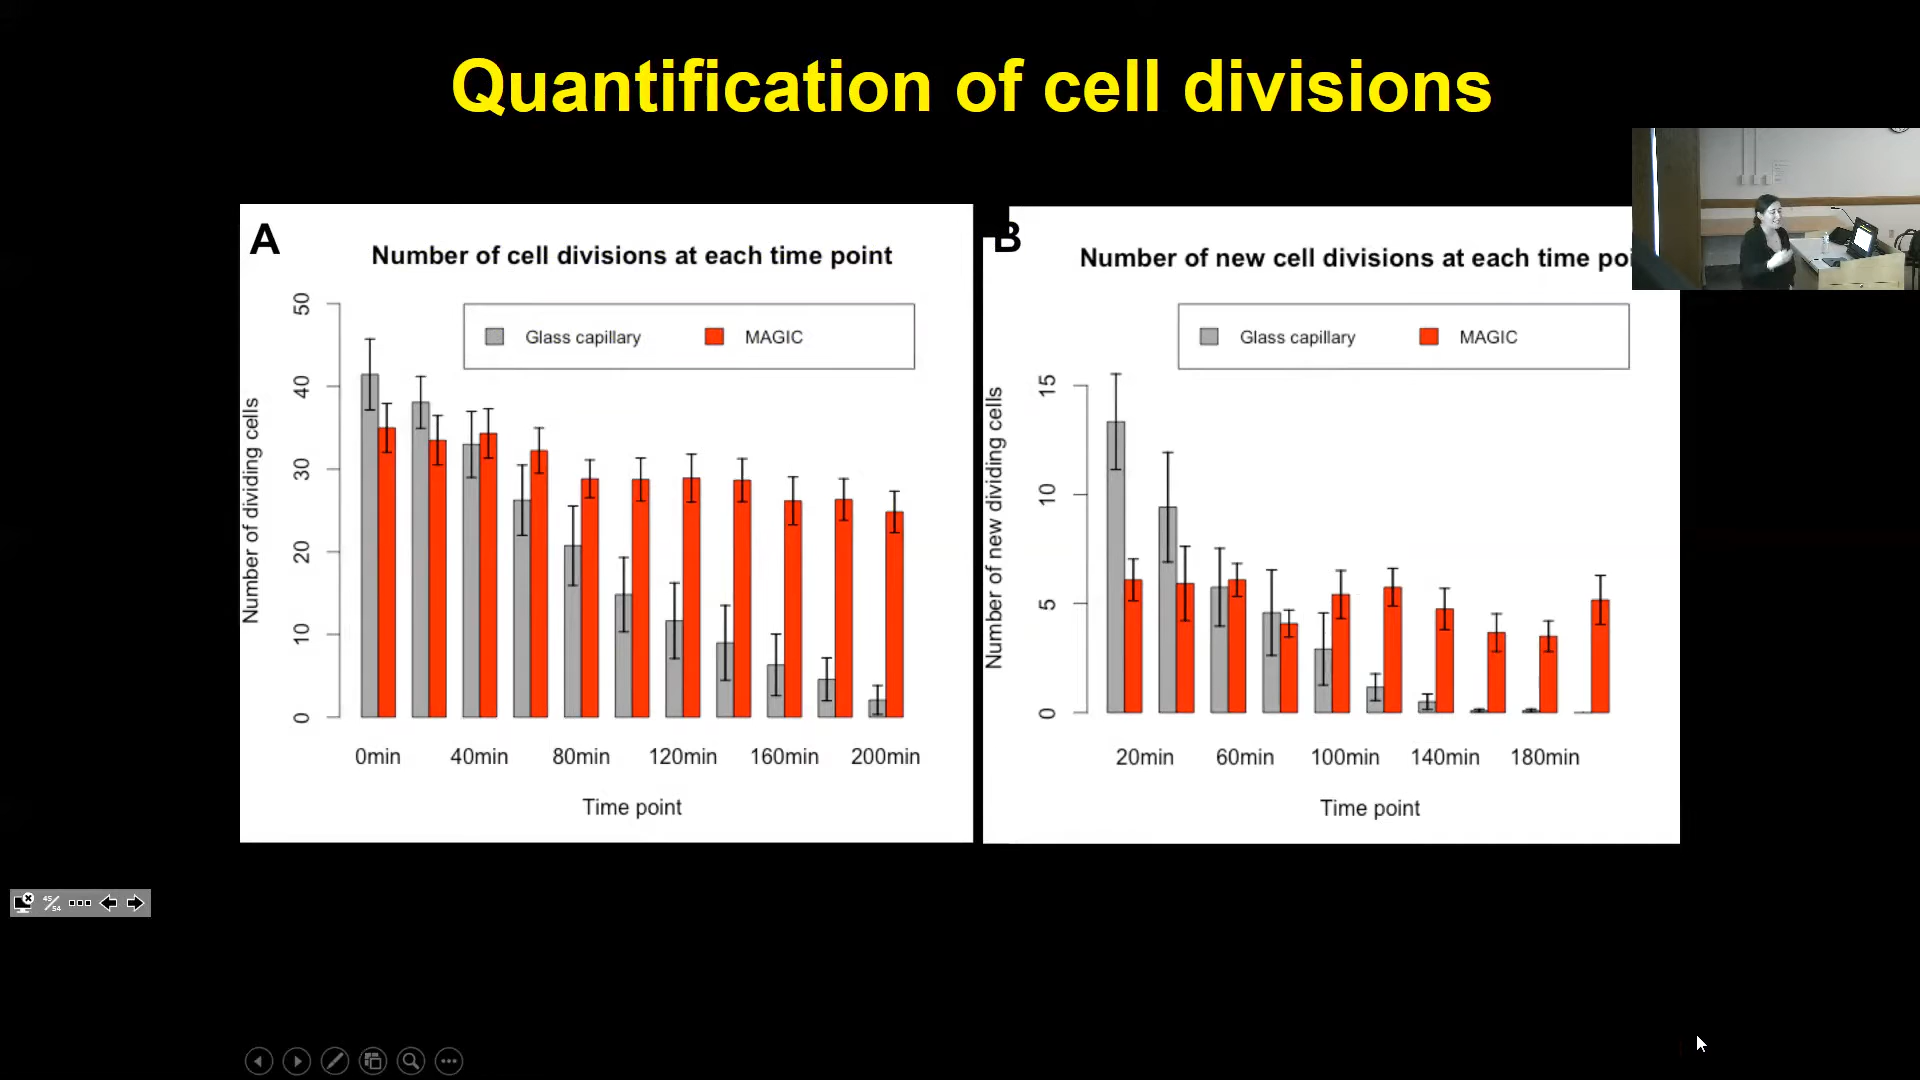 Quantification of cell divisions
A
Number of cell divisions at each time point
Glass capillary
MAGIC
Number of dividing cells
50
40
30
20
10
0
0min 40min 80min 120min 160min 200min
Time point
B
Number of new cell divisions at each time poi
Glass capillary
MAGIC
Number of new dividing cells
15
10
5
0
20min 60min 100min 140min 180min
Time point
45/54